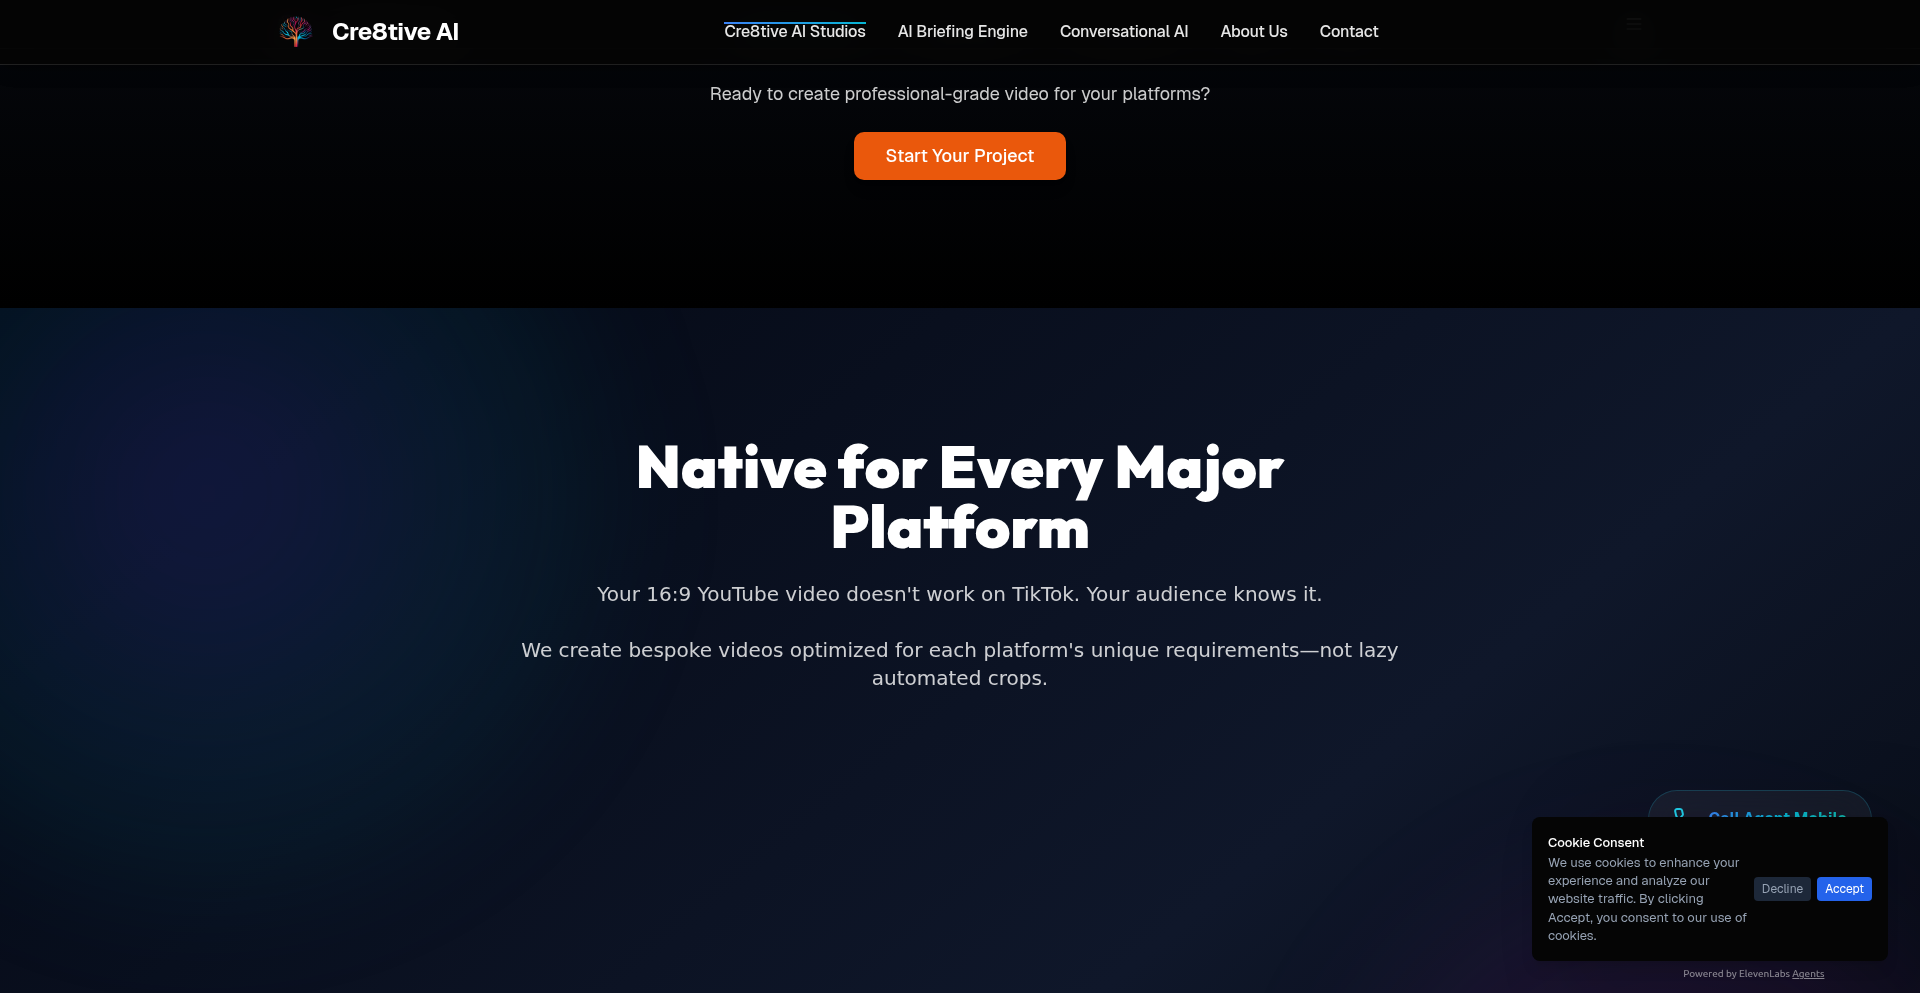 Cre8tive AI
Cre8tive AI Studios
AI Briefing Engine
Conversational AI
About Us
Contact
Ready to create professional-grade video for your platforms?
Start Your Project
Native for Every Major
Platform
Your 16:9 YouTube video doesn't work on TikTok. Your audience knows it.
We create bespoke videos optimized for each platform's unique requirements—not lazy
automated crops.
Call Agent Mobile
Cookie Consent
We use cookies to enhance your
experience and analyze our
website traffic. By clicking
Accept, you consent to our use of
cookies.
Decline
Accept
Powered by ElevenLabs Agents